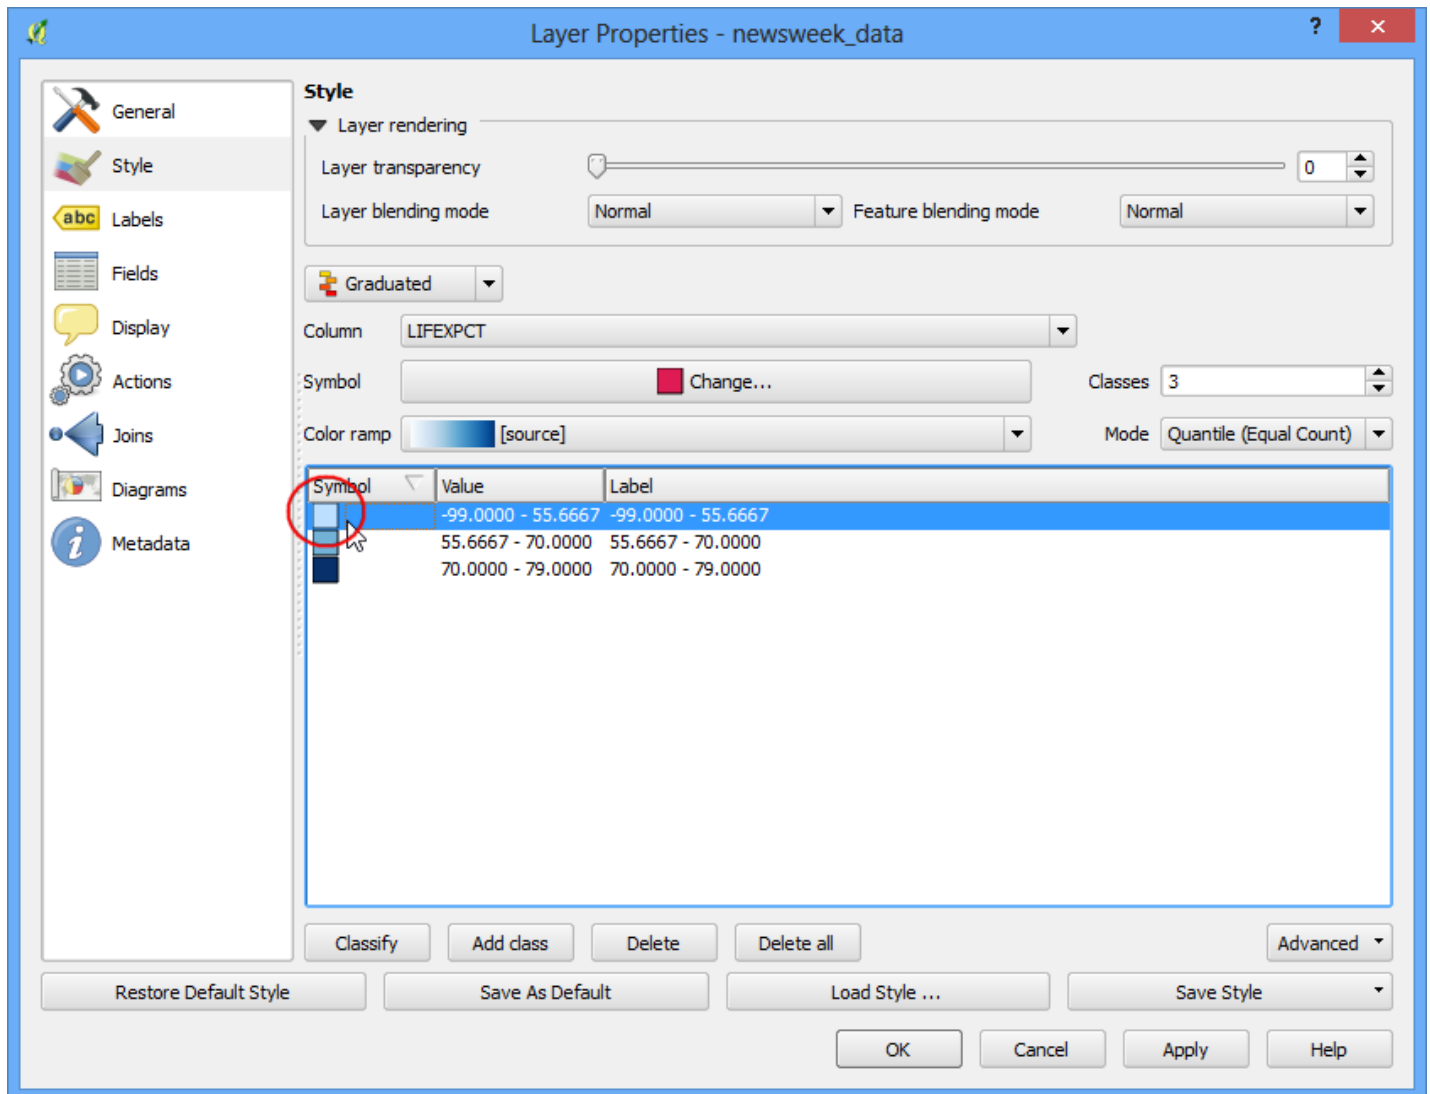 Layer Properties - newsweek_data
?
General
Style
abc Labels
Fields
Display
Actions
Joins
Diagrams
i Metadata
Style
Layer rendering
Layer transparency 0
Layer blending mode Normal Feature blending mode Normal
Graduated
Column LIFEXPCT
Symbol Change... Classes 3
Color ramp [source] Mode Quantile (Equal Count)
Symbol Value Label
-99.0000 - 55.6667 -99.0000 - 55.6667
55.6667 - 70.0000 55.6667 - 70.0000
70.0000 - 79.0000 70.0000 - 79.0000
Classify Add class Delete Delete all Advanced
Restore Default Style Save As Default Load Style ... Save Style
OK Cancel Apply Help